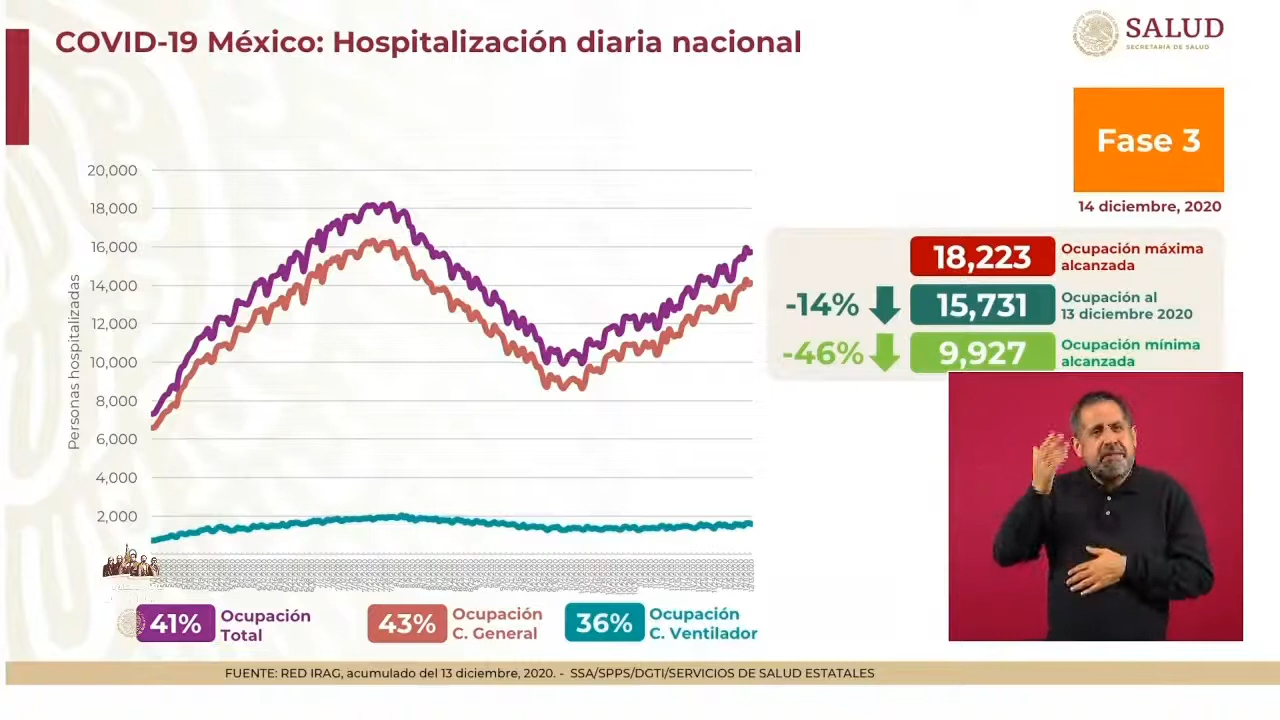 COVID-19 México: Hospitalización diaria nacional
SALUD
SECRETARÍA DE SALUD
Fase 3
14 diciembre, 2020
20,000
18,000
16,000
14,000
12,000
10,000
8,000
6,000
4,000
2,000
Personas hospitalizadas
18,223
Ocupación máxima
alcanzada
-14%
15,731
Ocupación al
13 diciembre 2020
-46%
9,927
Ocupación mínima
alcanzada
41%
Ocupación
Total
43%
Ocupación
C. General
36%
Ocupación
C. Ventilador
FUENTE: RED IRAG, acumulado del 13 diciembre, 2020. - SSA/SPPS/DGTI/SERVICIOS DE SALUD ESTATALES